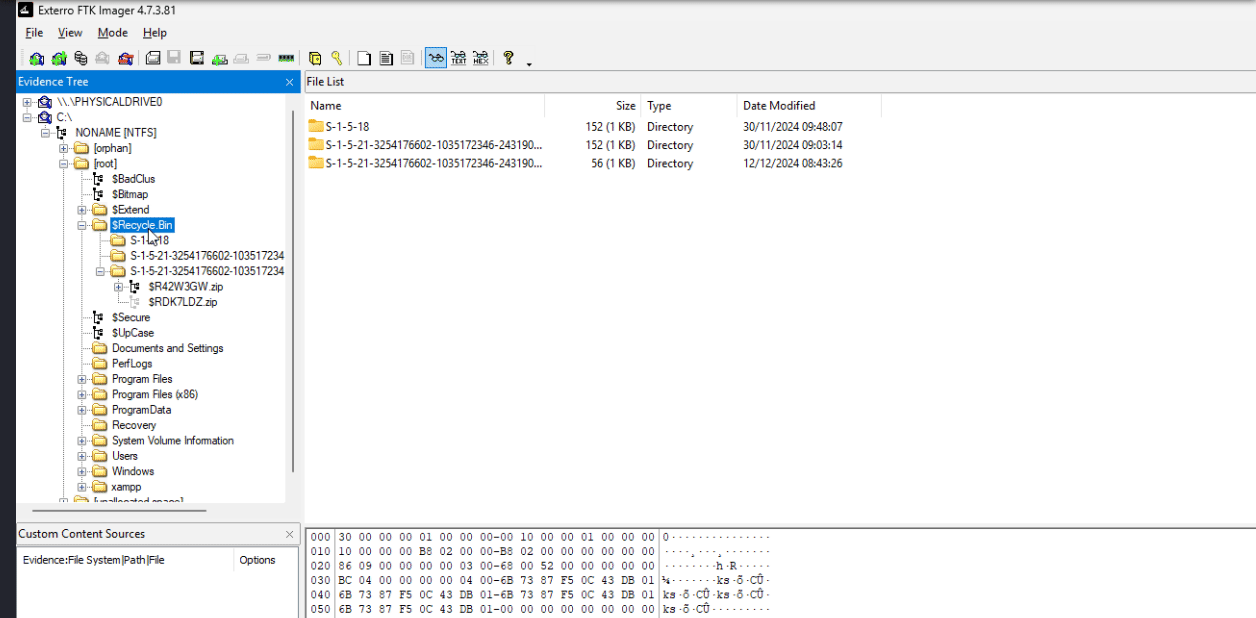 Exterro FTK Imager 4.7.3.81
File View Mode Help
Evidence Tree
\\.\PHYSICALDRIVE0
C:\
NONAME [NTFS]
[orphan]
[root]
$BadClus
$Bitmap
$Extend
$Recycle.Bin
S-1-5-18
S-1-5-21-3254176602-103517234
S-1-5-21-3254176602-103517234
$R42W3GW.zip
$RDK7LDZ.zip
$Secure
$UpCase
Documents and Settings
PerfLogs
Program Files
Program Files (x86)
ProgramData
Recovery
System Volume Information
Users
Windows
xampp
[unallocated space]
Custom Content Sources
Evidence:File System|Path|File Options
File List
Name Size Type Date Modified
S-1-5-18 152 (1 KB) Directory 30/11/2024 09:48:07
S-1-5-21-3254176602-1035172346-243190... 152 (1 KB) Directory 30/11/2024 09:03:14
S-1-5-21-3254176602-1035172346-243190... 56 (1 KB) Directory 12/12/2024 08:43:26
000 30 00 00 00 01 00 00 00-00 10 00 00 01 00 00 00 0···············
010 10 00 00 00 B8 02 00 00-B8 02 00 00 00 00 00 00 ····¸···¸·······
020 86 09 00 00 00 00 03 00-68 00 52 00 00 00 00 00 ········h·R·····
030 BC 04 00 00 00 00 04 00-6B 73 87 F5 0C 43 DB 01 ¼·······ks·õ·CÛ·
040 6B 73 87 F5 0C 43 DB 01-6B 73 87 F5 0C 43 DB 01 ks·õ·CÛ·ks·õ·CÛ·
050 6B 73 87 F5 0C 43 DB 01-00 00 00 00 00 00 00 00 ks·õ·CÛ·········